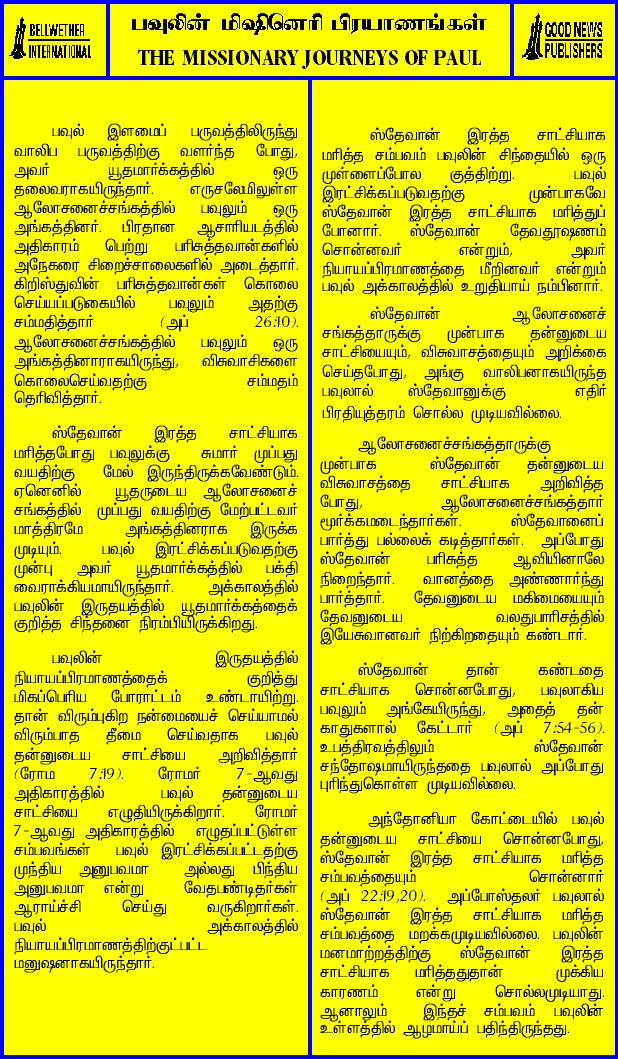 BELLWETHER
INTERNATIONAL
பவுலின் மிஷினெரி பிரயாணங்கள்
THE MISSIONARY JOURNEYS OF PAUL
GOOD NEWS
PUBLISHERS
பவுல் இளமைப் பருவத்திலிருந்து
வாலிப பருவத்திற்கு வளர்ந்த போது,
அவர் யூதமார்க்கத்தில் ஒரு
தலைவராகயிருந்தார். எருசலேமிலுள்ள
ஆலோசனைச்சங்கத்தில் பவுலும் ஒரு
அங்கத்தினர். பிரதான ஆசாரியடத்தில்
அதிகாரம் பெற்று பரிசுத்தவான்களில்
அநேகரை சிறைச்சாலைகளில் அடைத்தார்.
கிறிஸ்துவின் பரிசுத்தவான்கள் கொலை
செய்யப்படுகையில் பவுலும் அதற்கு
சம்மதித்தார் (அப் 26:10).
ஆலோசனைச்சங்கத்தில் பவுலும் ஒரு
அங்கத்தினாராகயிருந்து, விசுவாசிகளை
கொலைசெய்வதற்கு சம்மதம்
தெரிவித்தார்.
ஸ்தேவான் இரத்த சாட்சியாக
மரித்தபோது பவுலுக்கு சுமார் முப்பது
வயதிற்கு மேல் இருந்திருக்கவேண்டும்.
ஏனெனில் யூதருடைய ஆலோசனைச்
சங்கத்தில் முப்பது வயதிற்கு மேற்பட்டவர்
மாத்திரமே அங்கத்தினராக இருக்க
முடியும். பவுல் இரட்சிக்கப்படுவதற்கு
முன்பு அவர் யூதமார்க்கத்தில் பக்தி
வைராக்கியமாயிருந்தார். அக்காலத்தில்
பவுலின் இருதயத்தில் யூதமார்க்கத்தைக்
குறித்த சிந்தனை நிரம்பியிருக்கிறது.
பவுலின் இருதயத்தில்
நியாயப்பிரமாணத்தைக் குறித்து
மிகப்பெரிய போராட்டம் உண்டாயிற்று.
தான் விரும்புகிற நன்மையைச் செய்யாமல்
விரும்பாத தீமை செய்வதாக பவுல்
தன்னுடைய சாட்சியை அறிவித்தார்
(ரோம 7:19). ரோமர் 7-ஆவது
அதிகாரத்தில் பவுல் தன்னுடைய
சாட்சியை எழுதியிருக்கிறார். ரோமர்
7-ஆவது அதிகாரத்தில் எழுதப்பட்டுள்ள
சம்பவங்கள் பவுல் இரட்சிக்கப்பட்டதற்கு
முந்திய அனுபவமா அல்லது பிந்திய
அனுபவமா என்று வேதபண்டிதர்கள்
ஆராய்ச்சி செய்து வருகிறார்கள்.
பவுல் அக்காலத்தில்
நியாயப்பிரமாணத்திற்குட்பட்ட
மனுஷனாகயிருந்தார்.
ஸ்தேவான் இரத்த சாட்சியாக
மரித்த சம்பவம் பவுலின் சிந்தையில் ஒரு
முள்ளைப்போல குத்திற்று. பவுல்
இரட்சிக்கப்படுவதற்கு முன்பாகவே
ஸ்தேவான் இரத்த சாட்சியாக மரித்துப்
போனார். ஸ்தேவான் தேவதூஷணம்
சொன்னவர் என்றும், அவர்
நியாயப்பிரமாணத்தை மீறினவர் என்றும்
பவுல் அக்காலத்தில் உறுதியாய் நம்பினார்.
ஸ்தேவான் ஆலோசனைச்
சங்கத்தாருக்கு முன்பாக தன்னுடைய
சாட்சியையும், விசுவாசத்தையும் அறிக்கை
செய்தபோது, அங்கு வாலிபனாகயிருந்த
பவுலால் ஸ்தேவானுக்கு எதிர்
பிரதியுத்தரம் சொல்ல முடியவில்லை.
ஆலோசனைச்சங்கத்தாருக்கு
முன்பாக ஸ்தேவான் தன்னுடைய
விசுவாசத்தை சாட்சியாக அறிவித்த
போது, ஆலோசனைச்சங்கத்தார்
மூர்க்கமடைந்தார்கள். ஸ்தேவானைப்
பார்த்து பல்லைக் கடித்தார்கள். அப்போது
ஸ்தேவான் பரிசுத்த ஆவியினாலே
நிறைந்தார். வானத்தை அண்ணார்ந்து
பார்த்தார். தேவனுடைய மகிமையையும்
தேவனுடைய வலதுபாரிசத்தில்
இயேசுவானவர் நிற்கிறதையும் கண்டார்.
ஸ்தேவான் தான் கண்டதை
சாட்சியாக சொன்னபோது, பவுலாகிய
பவுலும் அங்கேயிருந்து, அதைத் தன்
காதுகளால் கேட்டார் (அப் 7:54-56).
உபத்திரவத்திலும் ஸ்தேவான்
சந்தோஷமாயிருந்ததை பவுலால் அப்போது
புரிந்துகொள்ள முடியவில்லை.
அந்தோனியா கோட்டையில் பவுல்
தன்னுடைய சாட்சியை சொன்னபோது,
ஸ்தேவான் இரத்த சாட்சியாக மரித்த
சம்பவத்தையும் சொன்னார்
(அப் 22:19,20). அப்போஸ்தலர் பவுலால்
ஸ்தேவான் இரத்த சாட்சியாக மரித்த
சம்பவத்தை மறக்கமுடியவில்லை. பவுலின்
மனமாற்றத்திற்கு ஸ்தேவான் இரத்த
சாட்சியாக மரித்ததுதான் முக்கிய
காரணம் என்று சொல்லமுடியாது.
ஆனாலும் இந்தச் சம்பவம் பவுலின்
உள்ளத்தில் ஆழமாய்ப் பதிந்திருந்தது.